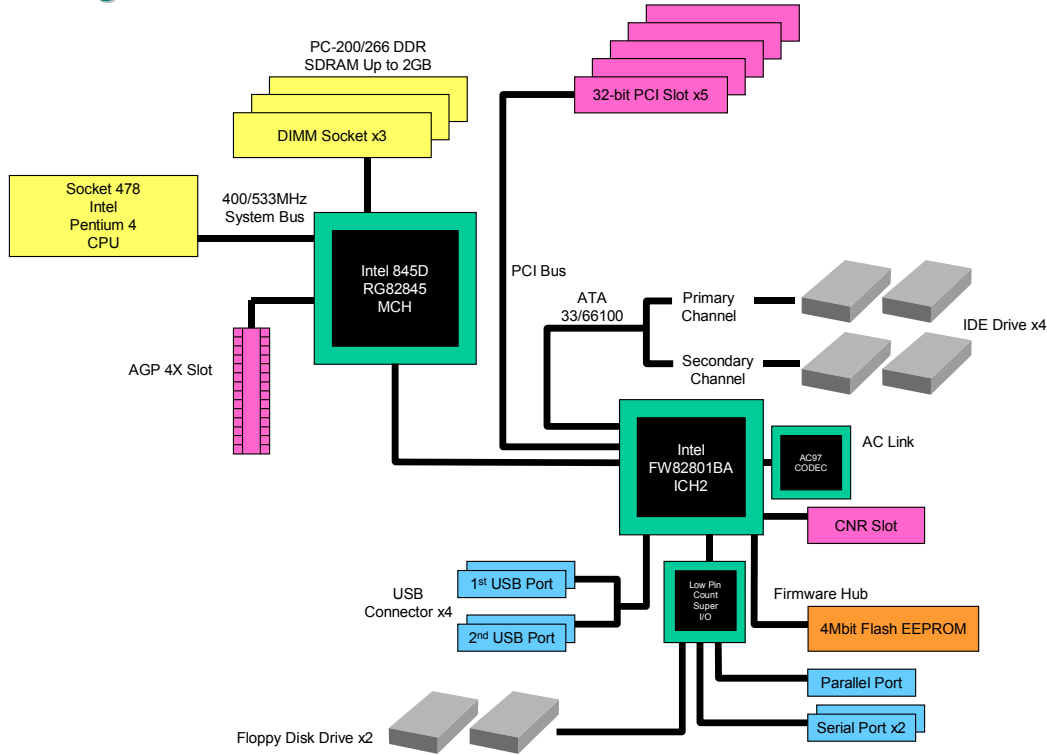 PC-200/266 DDR
SDRAM Up to 2GB
32-bit PCI Slot x5
DIMM Socket x3
Socket 478
Intel
Pentium 4
CPU
400/533MHz
System Bus
Intel 845D
RG82845
MCH
PCI Bus
ATA
33/66100
Primary
Channel
IDE Drive x4
Secondary
Channel
AGP 4X Slot
Intel
FW82801BA
ICH2
AC Link
AC97
CODEC
CNR Slot
USB
Connector x4
1st USB Port
2nd USB Port
Low Pin
Count
Super
I/O
Firmware Hub
4Mbit Flash EEPROM
Parallel Port
Serial Port x2
Floppy Disk Drive x2